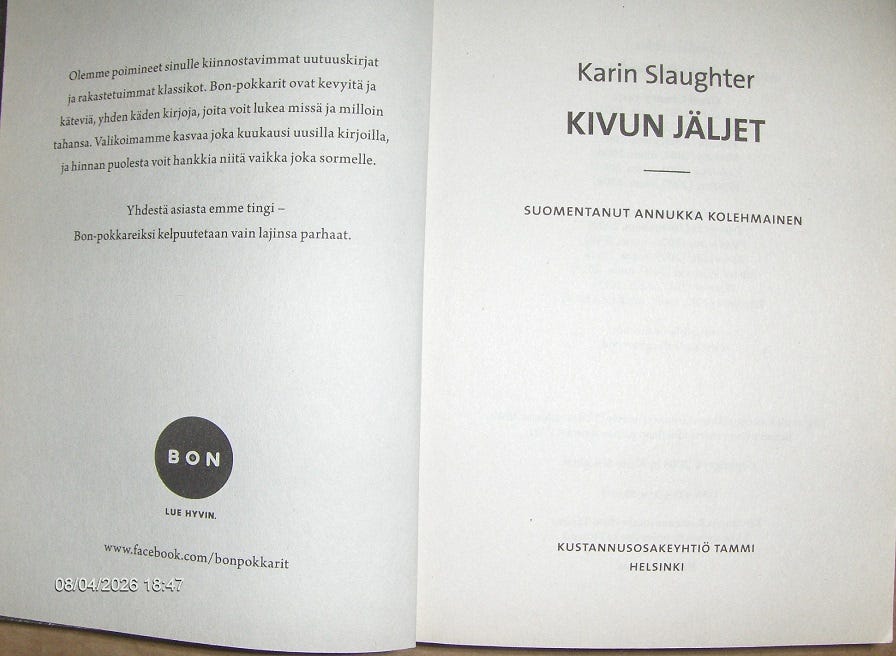 Olemme poimineet sinulle kiinnostavimmat uutuuskirjat
ja rakastetuimmat klassikot. Bon-pokkarit ovat kevyitä ja
käteviä, yhden käden kirjoja, joita voit lukea missä ja milloin
tahansa. Valikoimamme kasvaa joka kuukausi uusilla kirjoilla,
ja hinnan puolesta voit hankkia niitä vaikka joka sormelle.
Yhdestä asiasta emme tingi –
Bon-pokkareiksi kelpuutetaan vain lajinsa parhaat.
BON
LUE HYVIN.
www.facebook.com/bonpokkarit
08/04/2026 18:47
Karin Slaughter
KIVUN JÄLJET
SUOMENTANUT ANNUKKA KOLEHMAINEN
KUSTANNUSOSAKEYHTIÖ TAMMI
HELSINKI